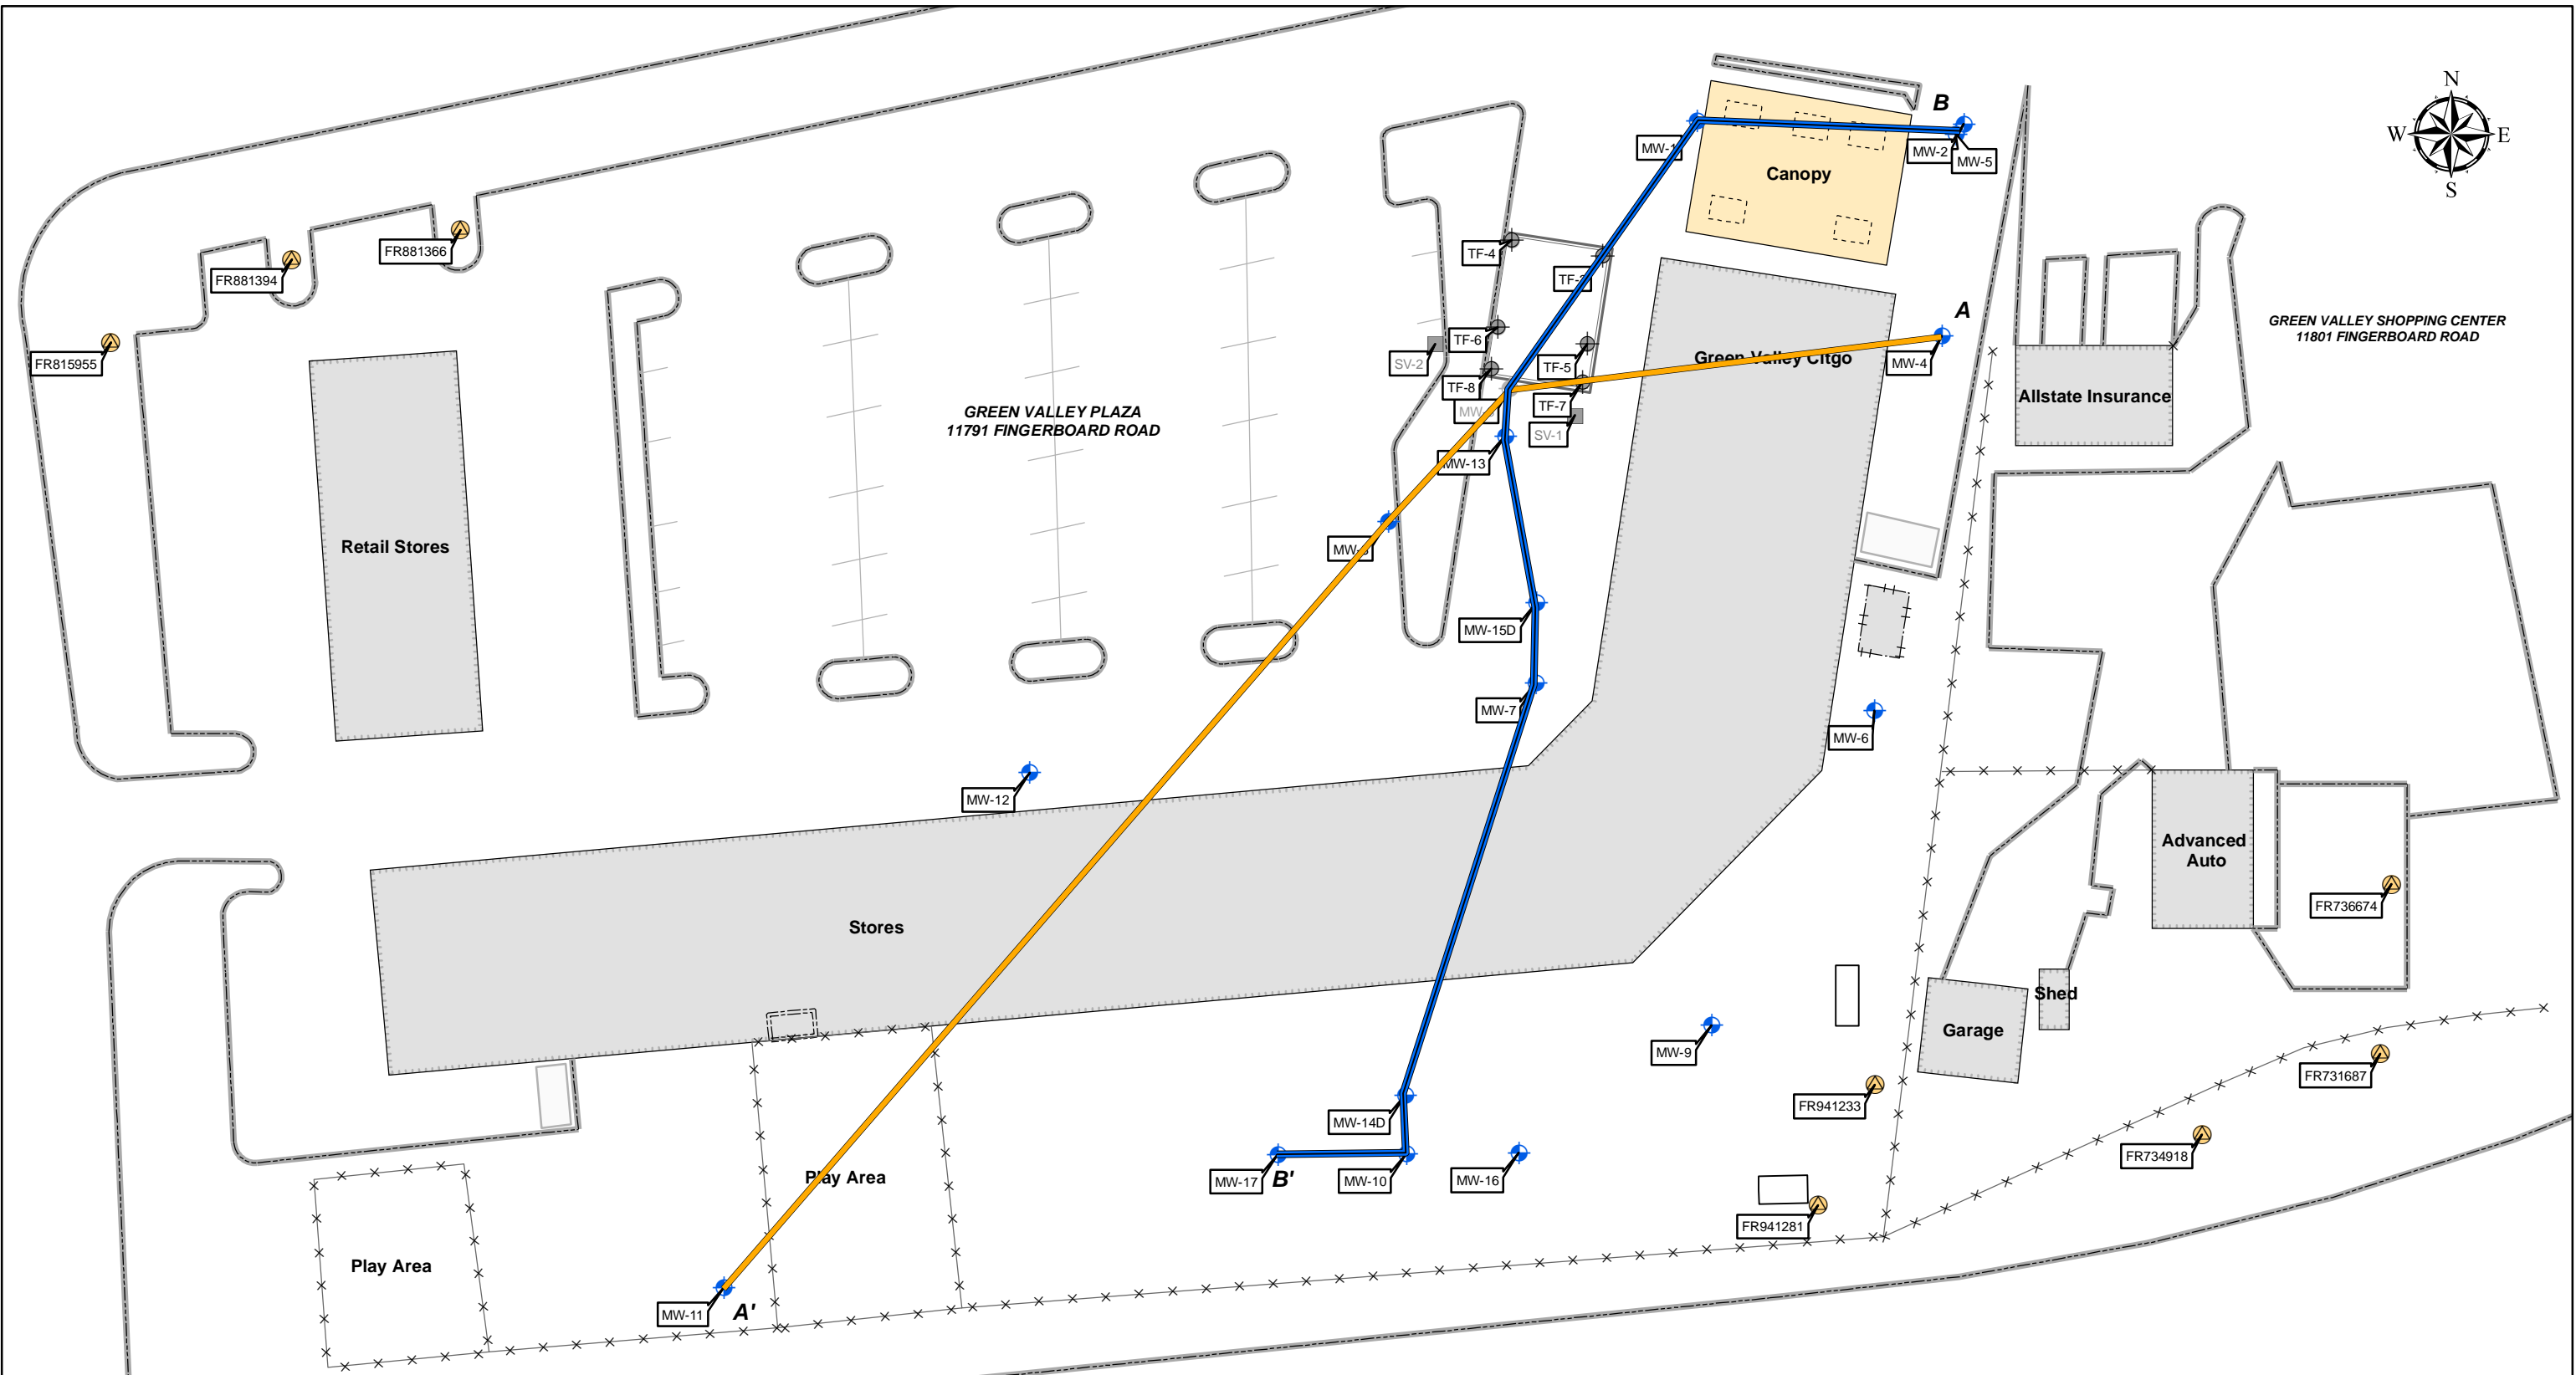 N
W
E
S
B
MW-1
MW-2
MW-5
Canopy
FR881366
FR881394
FR815955
TF-4
TF-6
TF-5
TF-8
TF-7
SV-2
SV-1
A
MW-4
Green Valley Citgo
GREEN VALLEY SHOPPING CENTER
11801 FINGERBOARD ROAD
Allstate Insurance
GREEN VALLEY PLAZA
11791 FINGERBOARD ROAD
MW-13
Retail Stores
MW-15D
MW-7
MW-6
MW-12
Advanced
Auto
FR736674
Stores
Shed
Garage
MW-9
FR731687
FR941233
MW-14D
FR734918
Play Area
MW-17
B'
MW-10
MW-16
FR941281
Play Area
MW-11
A'